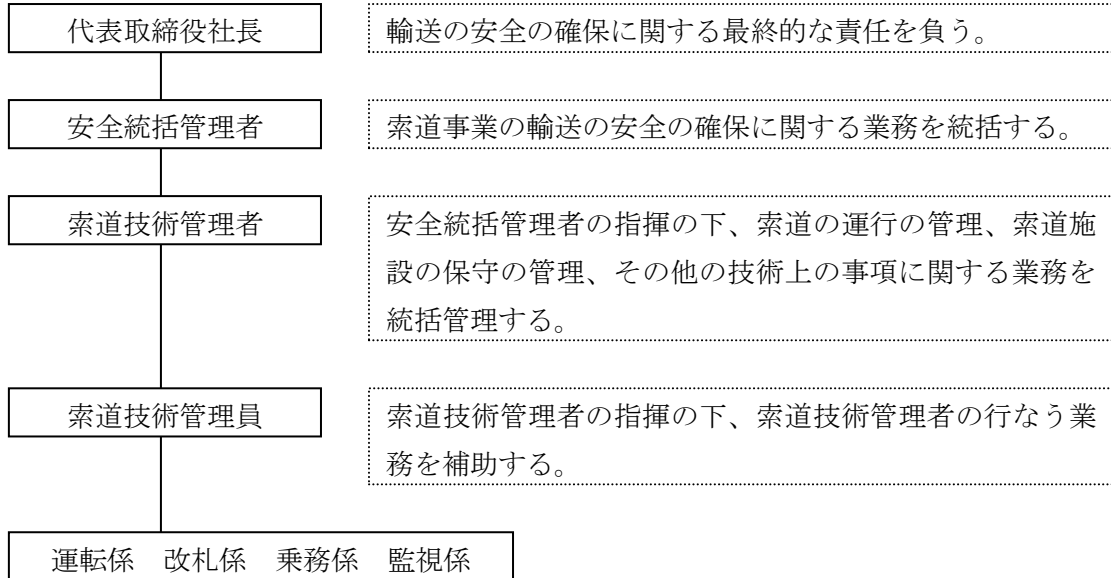 代表取締役社長
輸送の安全の確保に関する最終的な責任を負う。
安全統括管理者
索道事業の輸送の安全の確保に関する業務を統括する。
索道技術管理者
安全統括管理者の指揮の下、索道の運行の管理、索道施
設の保守の管理、その他の技術上の事項に関する業務を
統括管理する。
索道技術管理員
索道技術管理者の指揮の下、索道技術管理者の行なう業
務を補助する。
運転係　改札係　乗務係　監視係